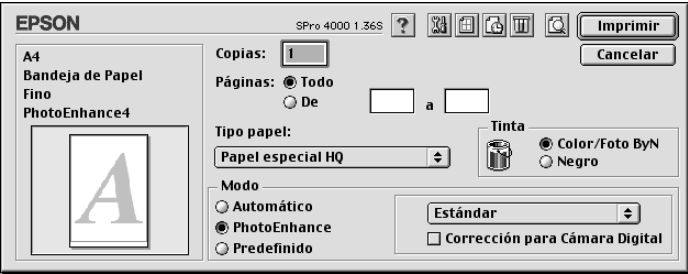 EPSON
SPro 4000 1.36S
?
Imprimir
Cancelar
A4
Bandeja de Papel
Fino
PhotoEnhance4
A
Copias: 1
Páginas: Todo
De a
Tipo papel:
Papel especial HQ
Tinta
Color/Foto ByN
Negro
Modo
Automático
PhotoEnhance
Predefinido
Estándar
Corrección para Cámara Digital